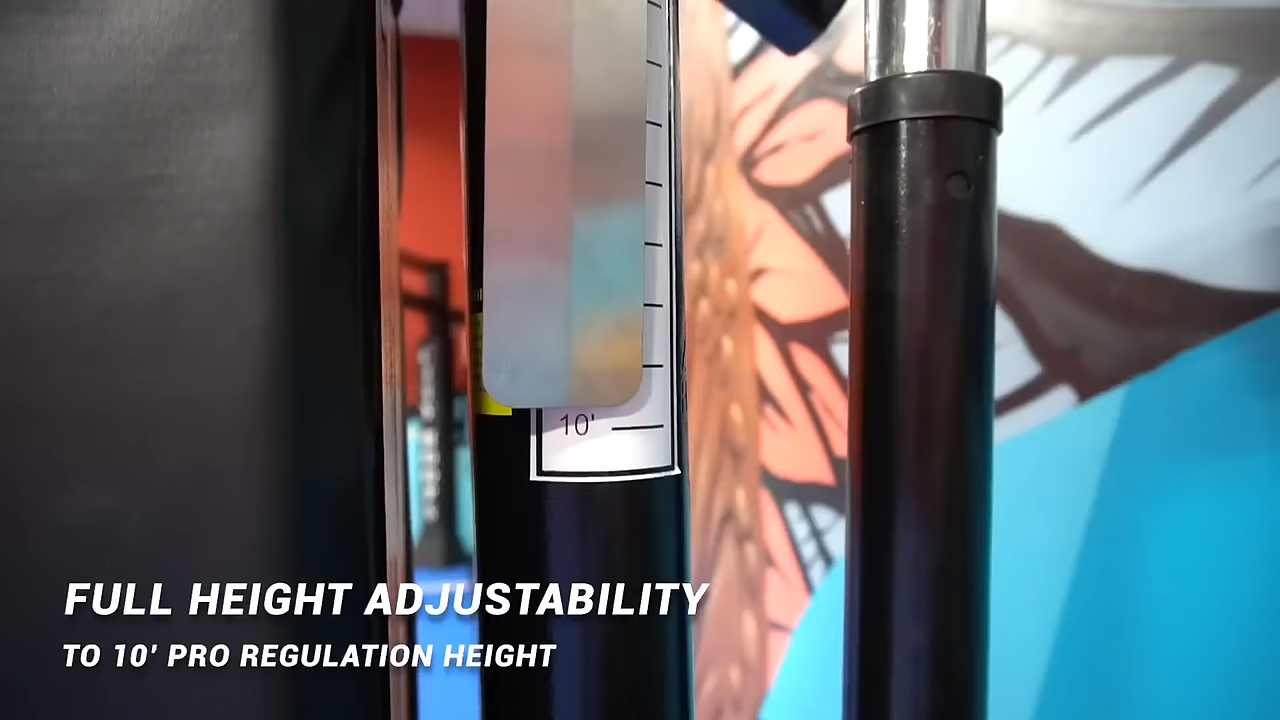 10'
FULL HEIGHT ADJUSTABILITY
TO 10' PRO REGULATION HEIGHT